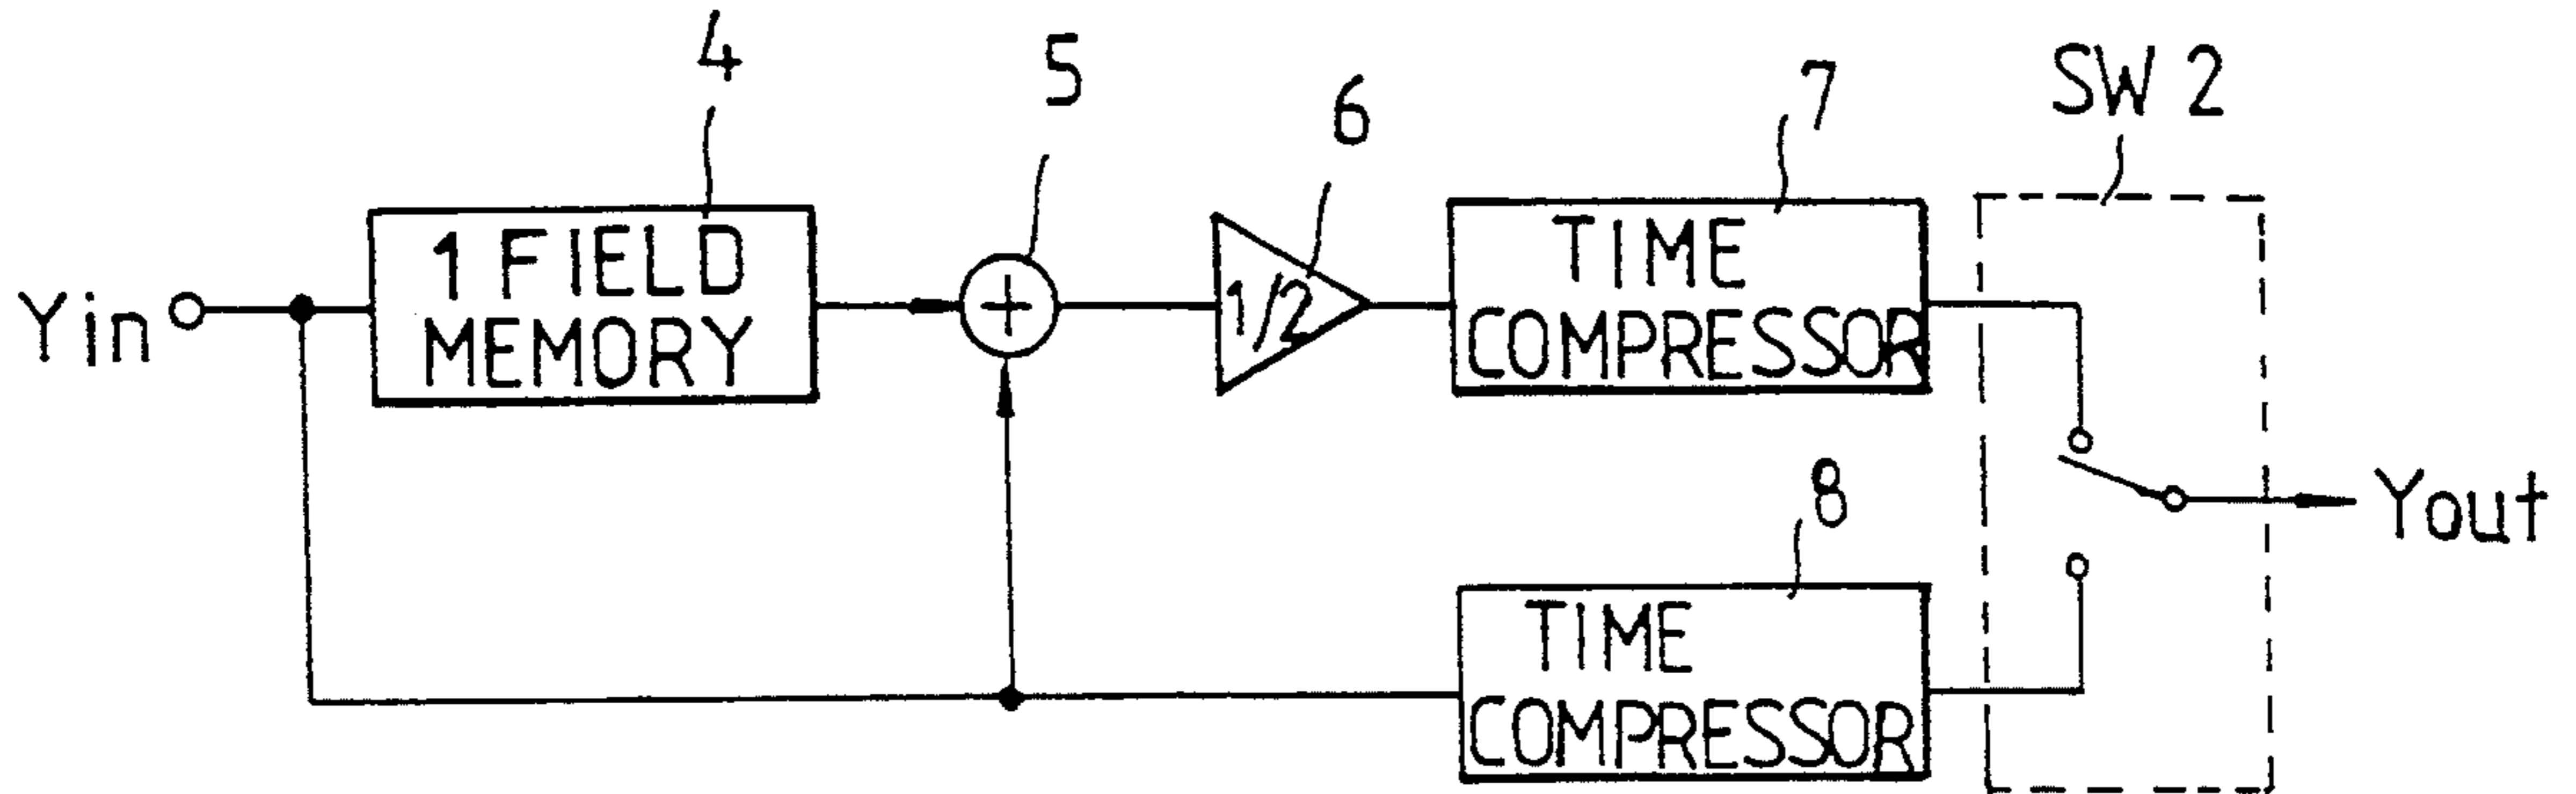 4
5
6
7
SW 2
Yin
1 FIELD
MEMORY
+
1/2
TIME
COMPRESSOR
8
Yout
TIME
COMPRESSOR